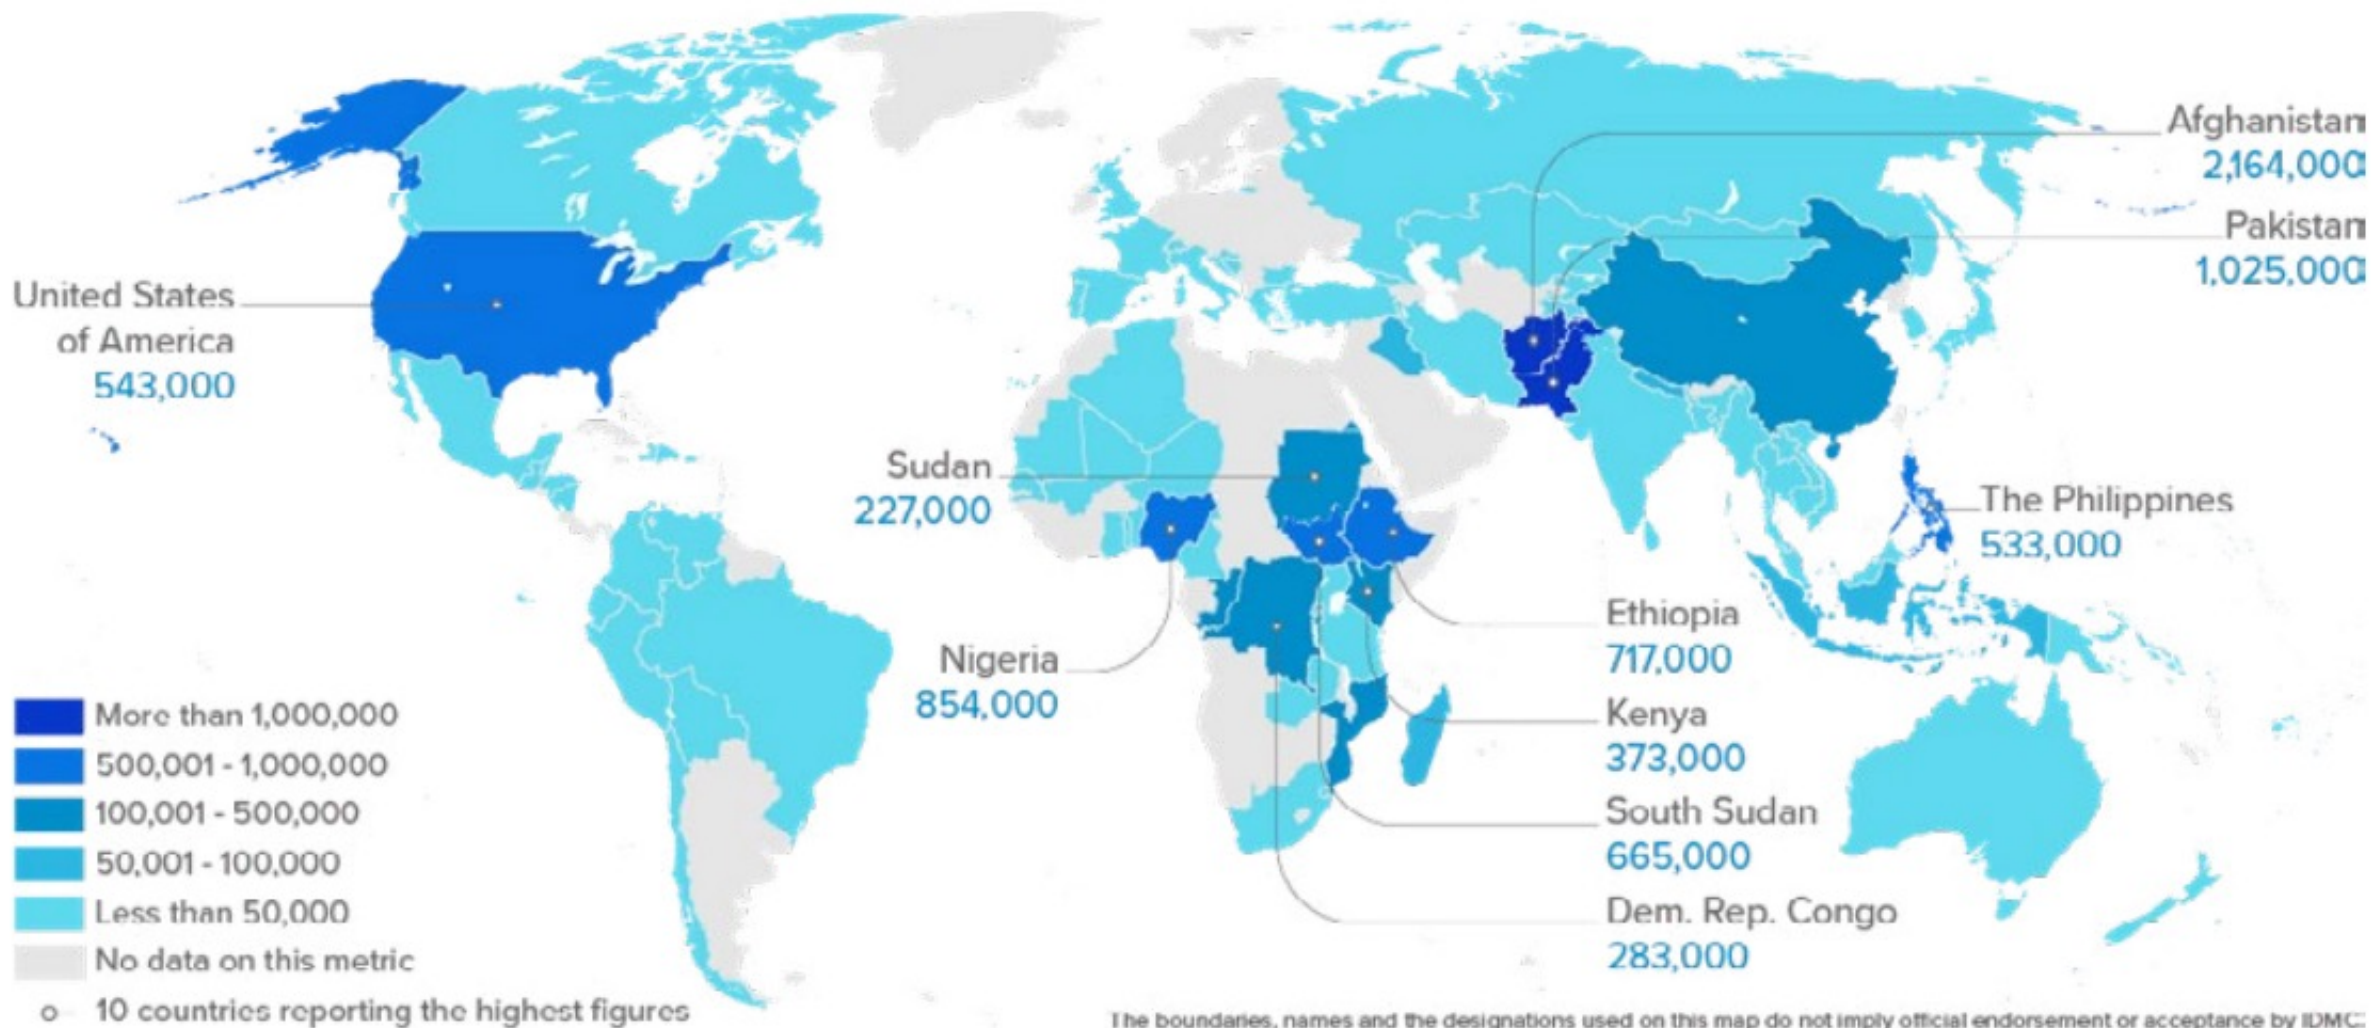 Afghanistan
2,164,000
Pakistan
1,025,000
United States
of America
543,000
Sudan
227,000
The Philippines
533,000
Ethiopia
717,000
Nigeria
854,000
Kenya
373,000
South Sudan
665,000
Dem. Rep. Congo
283,000
More than 1,000,000
500,001 - 1,000,000
100,001 - 500,000
50,001 - 100,000
Less than 50,000
No data on this metric
10 countries reporting the highest figures
The boundaries, names and the designations used on this map do not imply official endorsement or acceptance by IDMC.